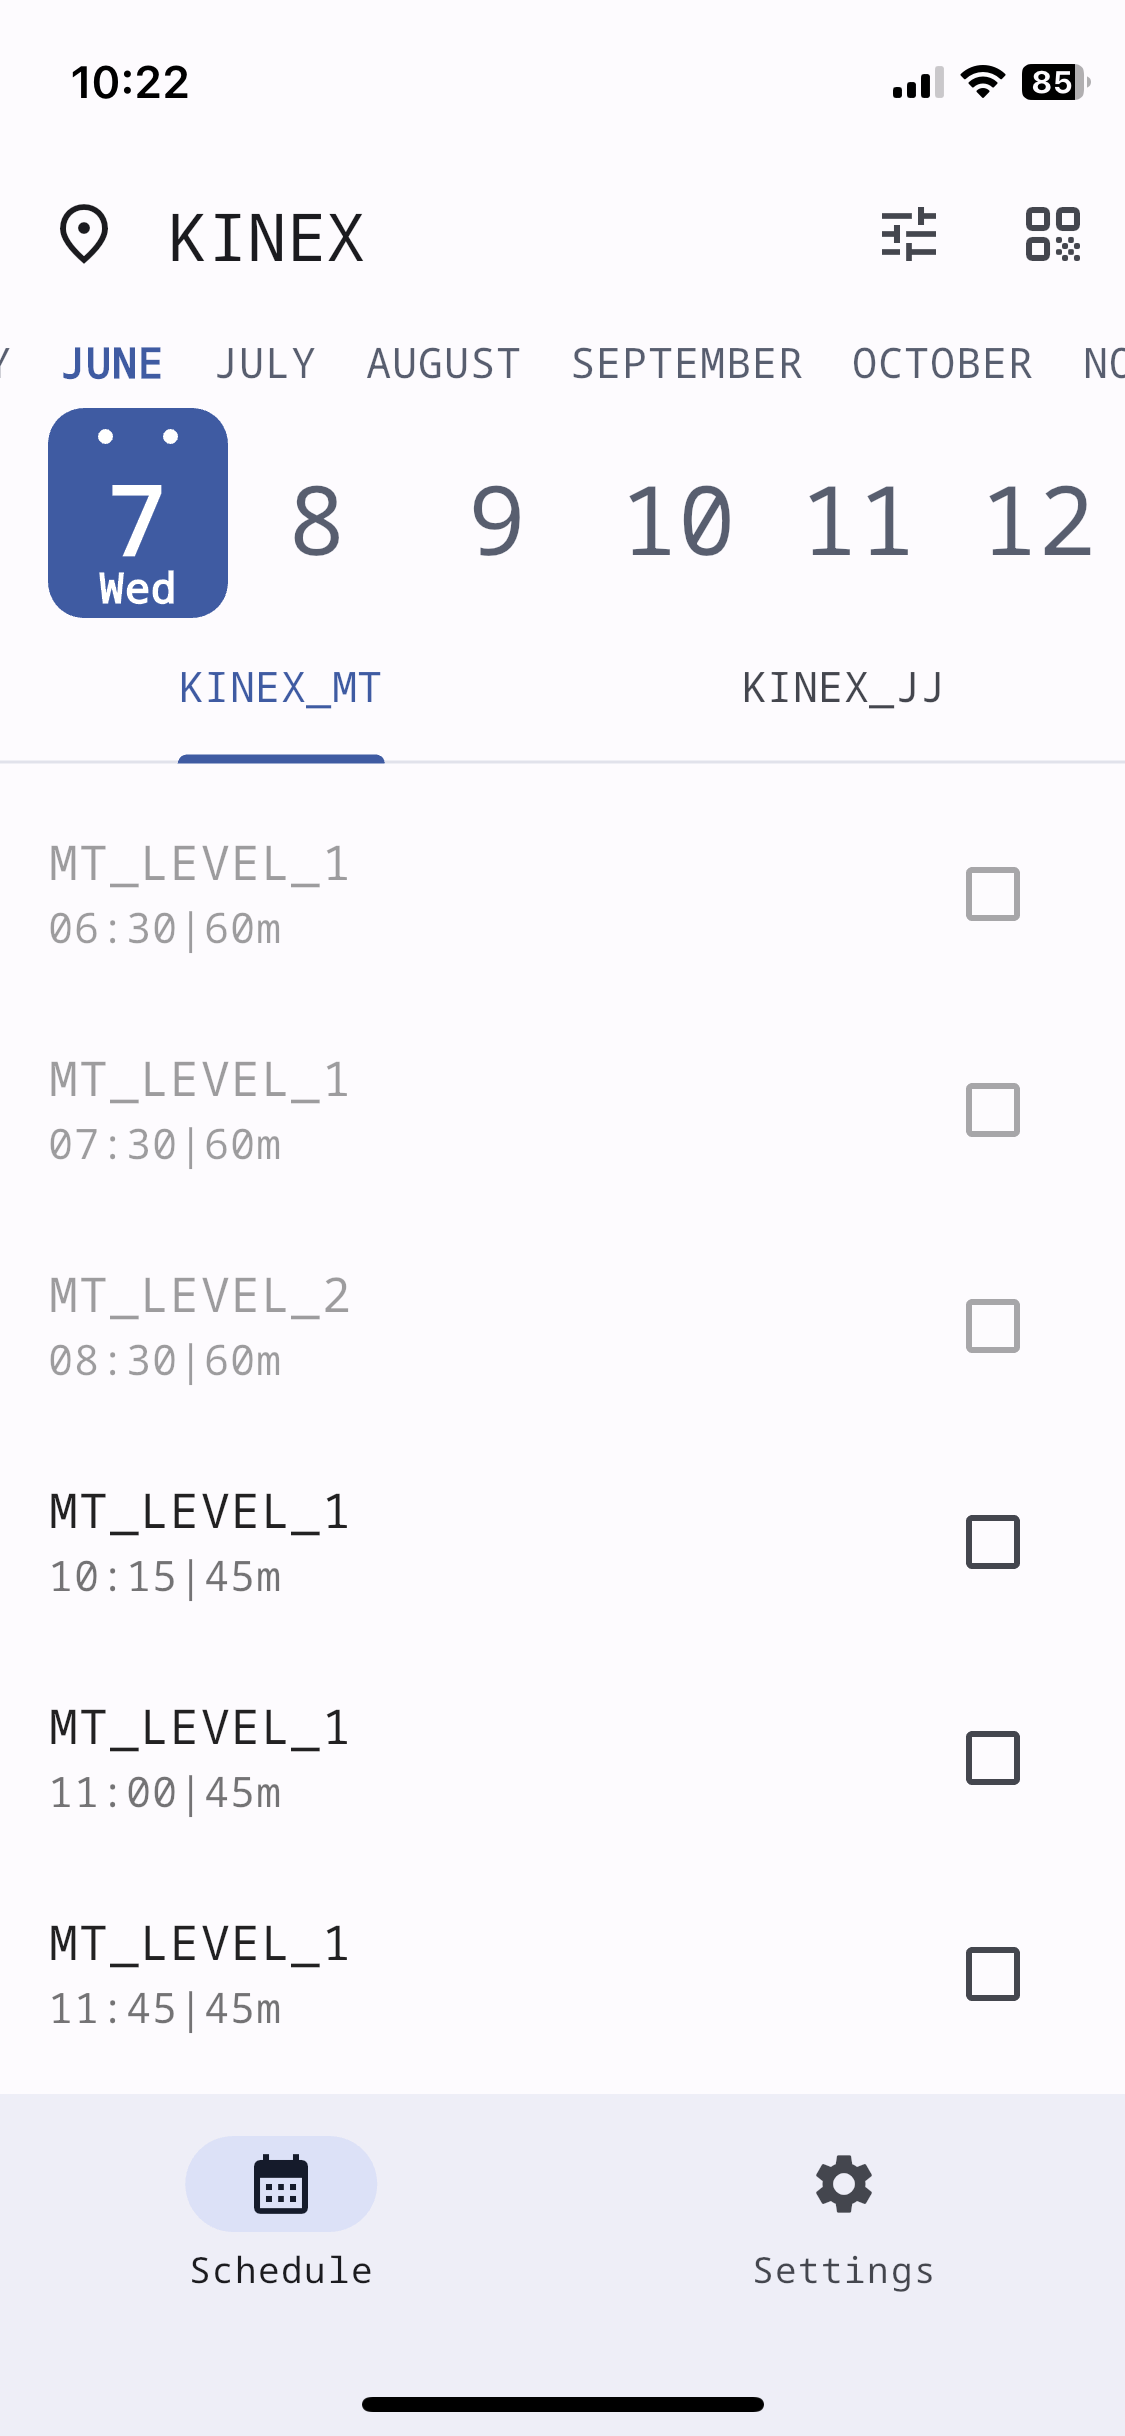 10:22 85
KINEX
JUNE JULY AUGUST SEPTEMBER OCTOBER
7 8 9 10 11 12
Wed
KINEX_MT KINEX_JJ
MT_LEVEL_1
06:30|60m
MT_LEVEL_1
07:30|60m
MT_LEVEL_2
08:30|60m
MT_LEVEL_1
10:15|45m
MT_LEVEL_1
11:00|45m
MT_LEVEL_1
11:45|45m
Schedule Settings